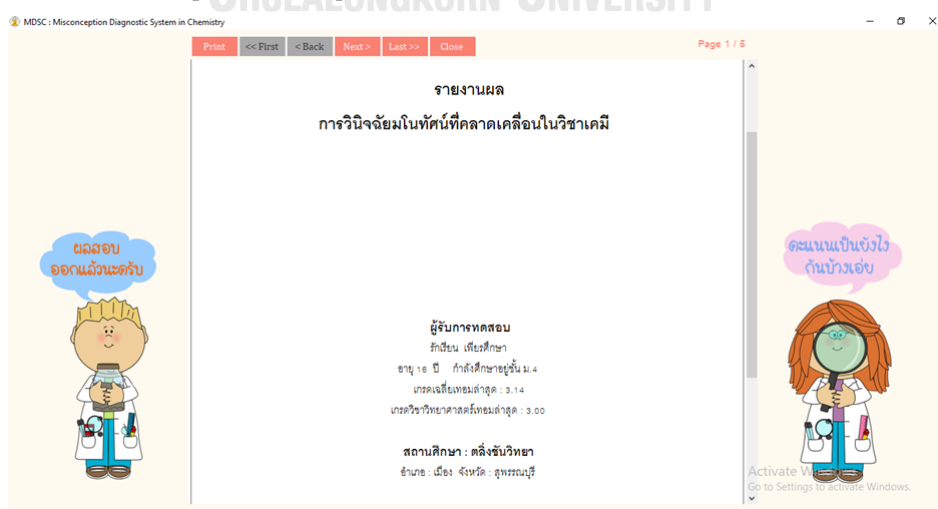 CHULALONGKORN UNIVERSITY
MDSC : Misconception Diagnostic System in Chemistry
Print << First < Back Next > Last >> Close Page 1 / 5
รายงานผล
การวินิจฉัยมโนทัศน์ที่คลาดเคลื่อนในวิชาเคมี
ผลสอบ
ออกแล้วนะครับ
คะแนนเป็นยังไง
กันบ้างเอ่ย
ผู้รับการทดสอบ
รักเรียน เพียรศึกษา
อายุ 16 ปี กำลังศึกษาอยู่ชั้น ม.4
เกรดเฉลี่ยเทอมล่าสุด : 3.14
เกรดวิชาวิทยาศาสตร์เทอมล่าสุด : 3.00
สถานศึกษา : ตลิ่งชันวิทยา
อำเภอ : เมือง จังหวัด : สุพรรณบุรี
Activate W
Go to Settings to activate Windows.